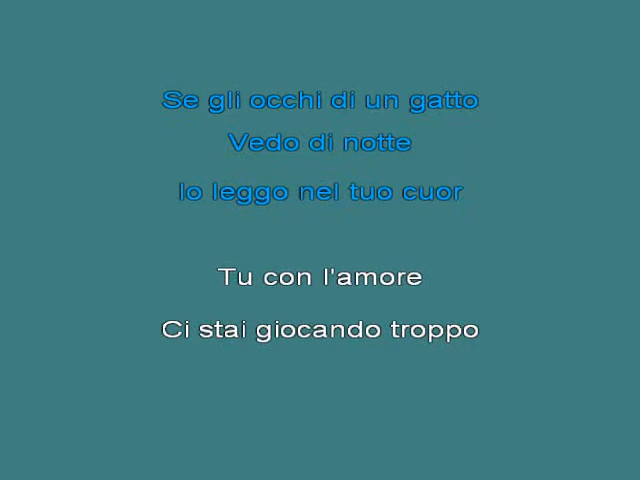 Se gli occhi di un gatto
Vedo di notte
Io leggo nel tuo cuor
Tu con l'amore
Ci stai giocando troppo